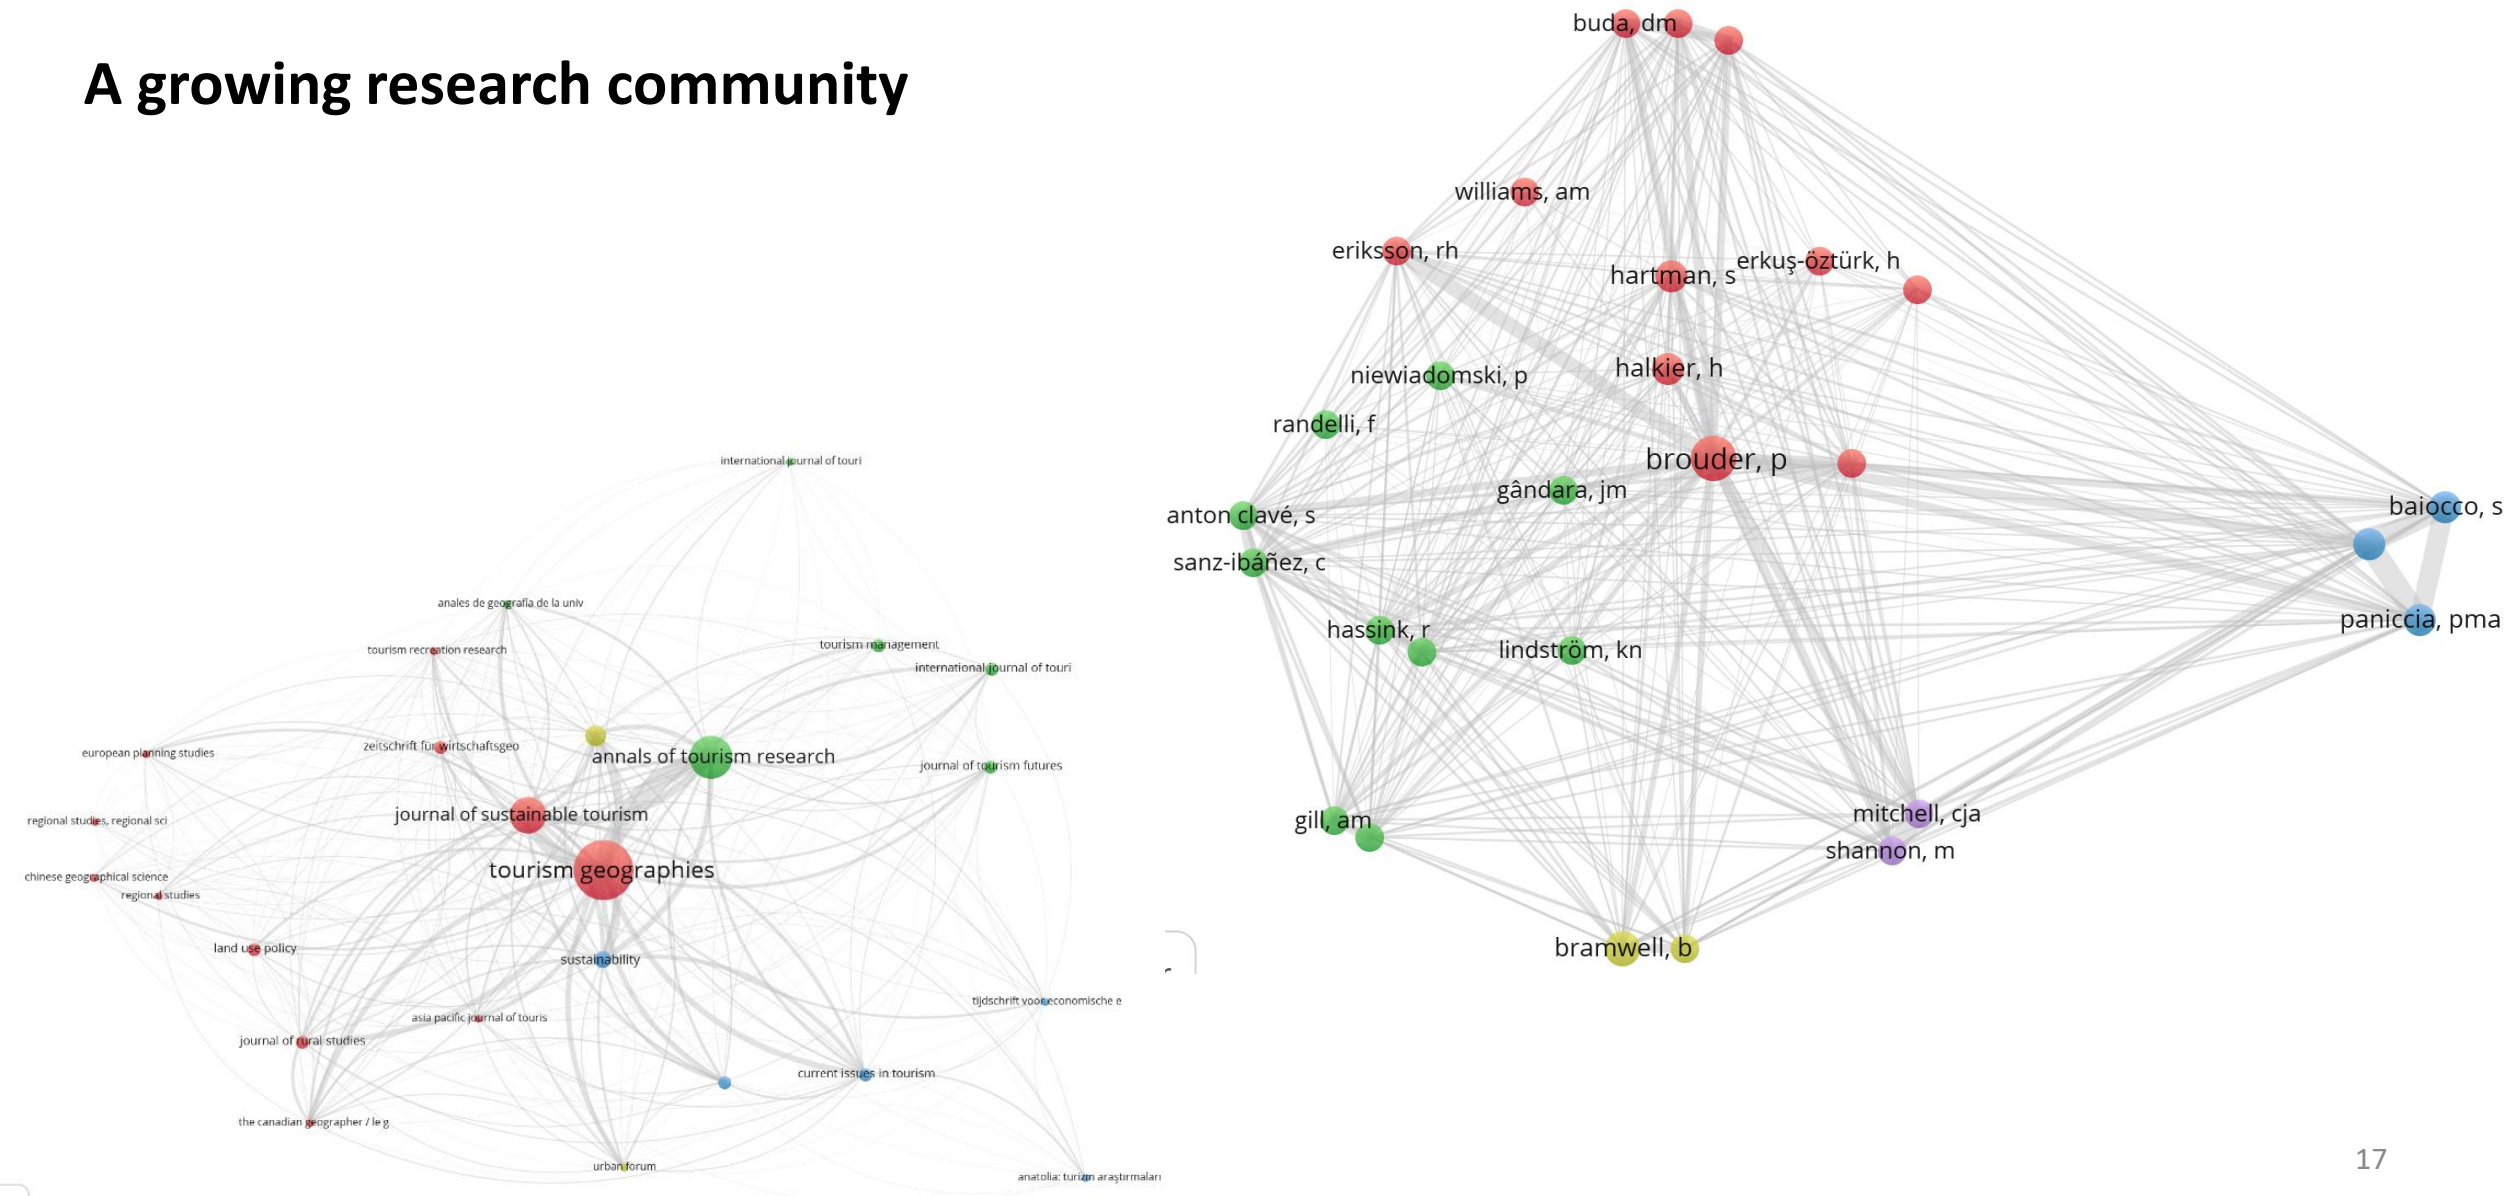 A growing research community
international journal of touri
anales de geografía de la univ
tourism recreation research
tourism management
international journal of touri
european planning studies
zeitschrift für wirtschaftsgeo
annals of tourism research
journal of tourism futures
journal of sustainable tourism
regional studies, regional sci
tourism geographies
chinese geographical science
regional studies
land use policy
sustainability
tijdschrift voor economische e
asia pacific journal of touris
journal of rural studies
current issues in tourism
the canadian geographer / le g
urban forum
anatolia: turizm araştırmaları
buda, dm
williams, am
eriksson, rh
erkuş-öztürk, h
hartman, s
halkier, h
niewiadomski, p
randelli, f
brouder, p
gândara, jm
baiocco, s
anton clavé, s
sanz-ibáñez, c
paniccia, pma
hassink, r
lindström, kn
mitchell, cja
gill, am
shannon, m
bramwell, b
17